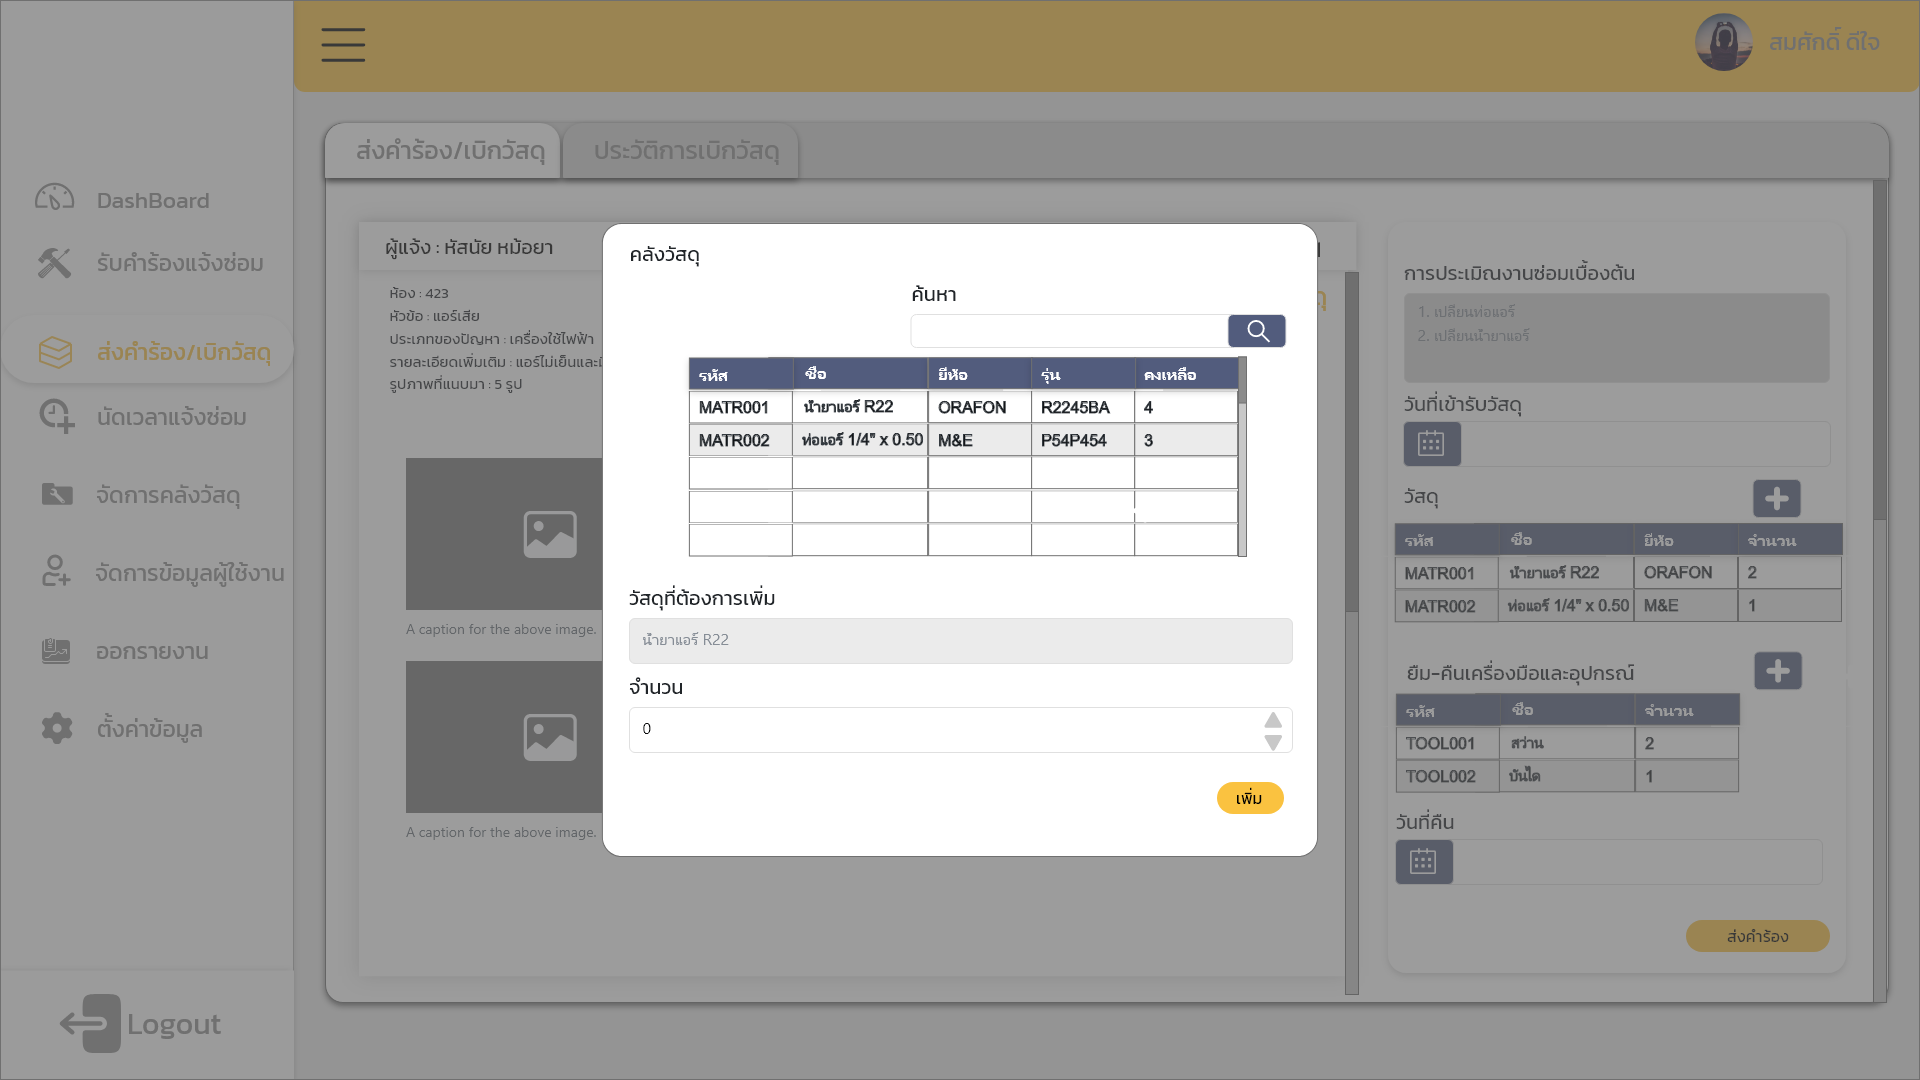 สมศักดิ์ ดีใจ
ส่งคำร้อง/เบิกวัสดุ
ประวัติการเบิกวัสดุ
DashBoard
รับคำร้องแจ้งซ่อม
ส่งคำร้อง/เบิกวัสดุ
นัดเวลาแจ้งซ่อม
จัดการคลังวัสดุ
จัดการข้อมูลผู้ใช้งาน
ออกรายงาน
ตั้งค่าข้อมูล
Logout
ผู้แจ้ง : หัสนัย หม้อยา
ห้อง : 423
หัวข้อ : แอร์เสีย
ประเภทของปัญหา : เครื่องใช้ไฟฟ้า
รายละเอียดเพิ่มเติม : แอร์ไม่เย็นและ
รูปภาพที่แนบมา : 5 รูป
A caption for the above image.
A caption for the above image.
คลังวัสดุ
ค้นหา
รหัส ชื่อ ยี่ห้อ รุ่น คงเหลือ
MATR001 น้ำยาแอร์ R22 ORAFON R2245BA 4
MATR002 ท่อแอร์ 1/4" x 0.50 M&E P54P454 3
วัสดุที่ต้องการเพิ่ม
น้ำยาแอร์ R22
จำนวน
0
เพิ่ม
การประเมิณงานซ่อมเบื้องต้น
1. เปลี่ยนท่อแอร์
2. เปลี่ยนน้ำยาแอร์
วันที่เข้ารับวัสดุ
วัสดุ
รหัส ชื่อ ยี่ห้อ จำนวน
MATR001 น้ำยาแอร์ R22 ORAFON 2
MATR002 ท่อแอร์ 1/4" x 0.50 M&E 1
ยืม-คืนเครื่องมือและอุปกรณ์
รหัส ชื่อ จำนวน
TOOL001 สว่าน 2
TOOL002 บันได 1
วันที่คืน
ส่งคำร้อง